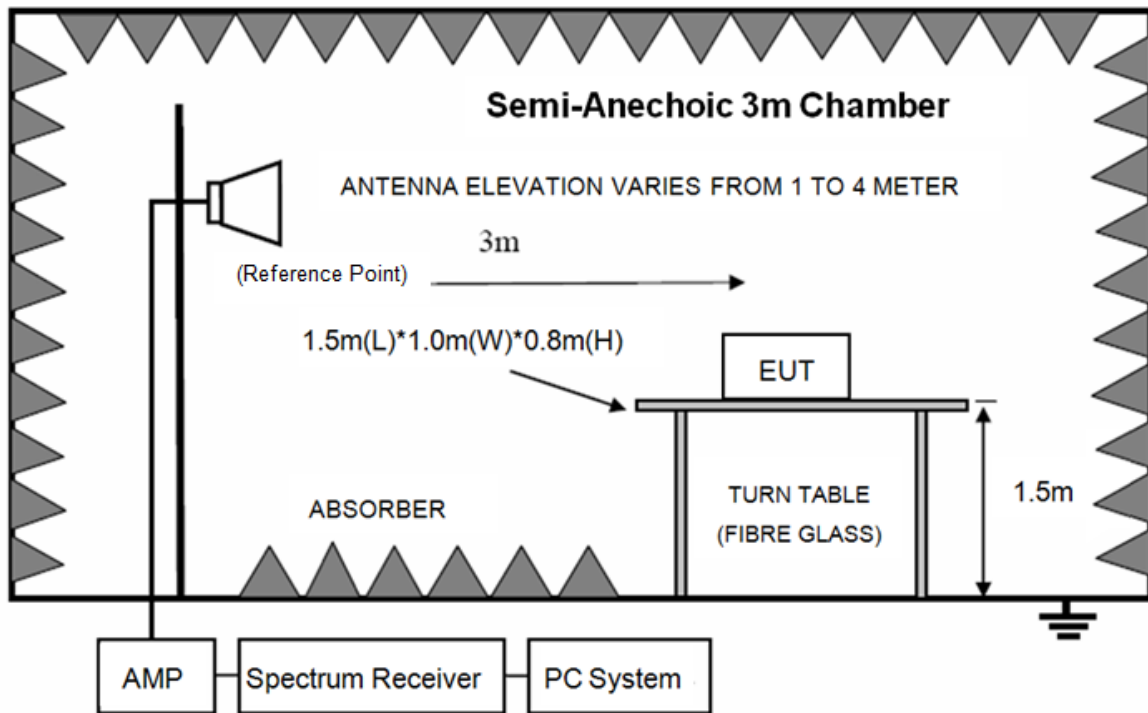 Semi-Anechoic 3m Chamber
ANTENNA ELEVATION VARIES FROM 1 TO 4 METER
3m
(Reference Point)
1.5m(L)*1.0m(W)*0.8m(H)
EUT
1.5m
TURN TABLE
(FIBRE GLASS)
ABSORBER
AMP
Spectrum Receiver
PC System